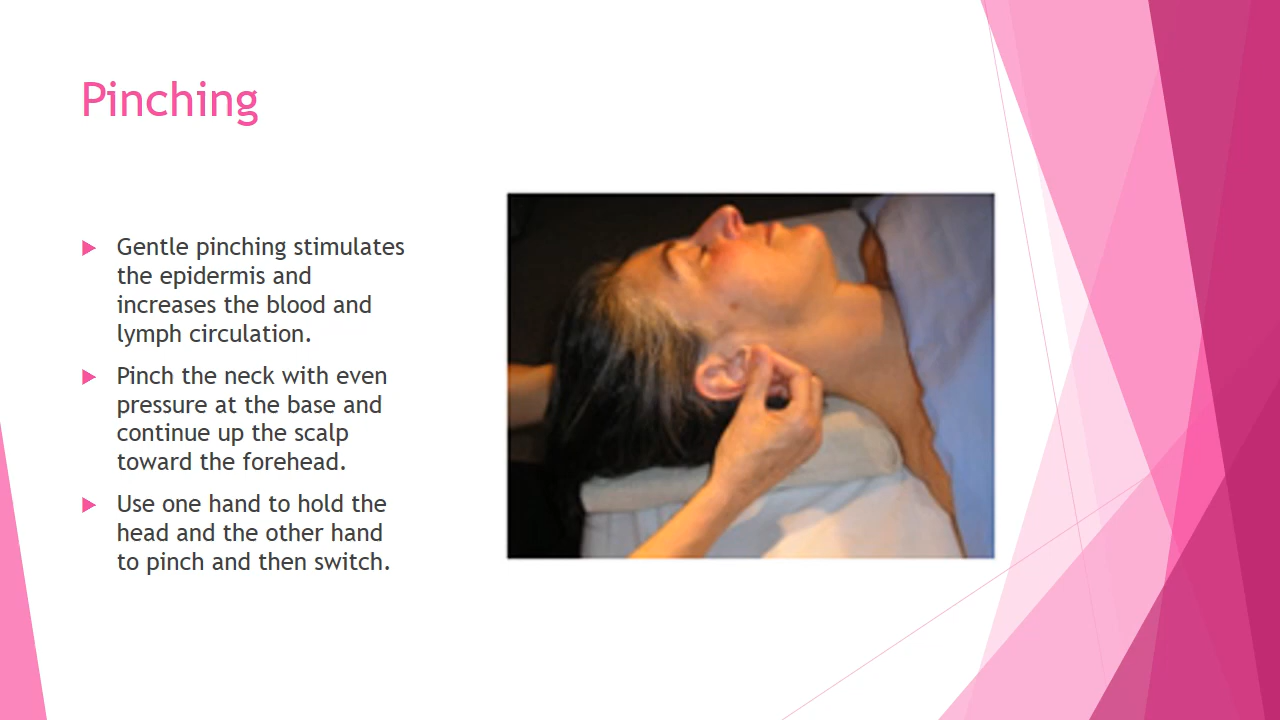 Pinching
Gentle pinching stimulates
the epidermis and
increases the blood and
lymph circulation.
Pinch the neck with even
pressure at the base and
continue up the scalp
toward the forehead.
Use one hand to hold the
head and the other hand
to pinch and then switch.